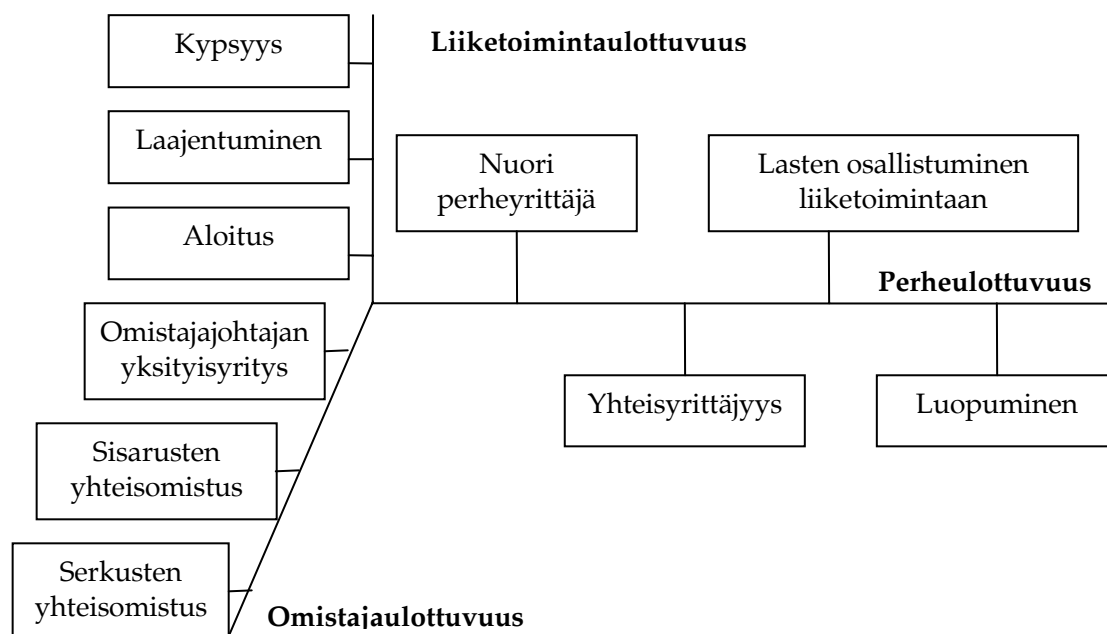 Kypsyys
Liiketoimintaulottuvuus
Laajentuminen
Nuori
perheyrittäjä
Lasten osallistuminen
liiketoimintaan
Aloitus
Perheulottuvuus
Omistajajohtajan
yksityisyritys
Yhteisyrittäjyys
Luopuminen
Sisarusten
yhteisomistus
Serkusten
yhteisomistus
Omistajaulottuvuus